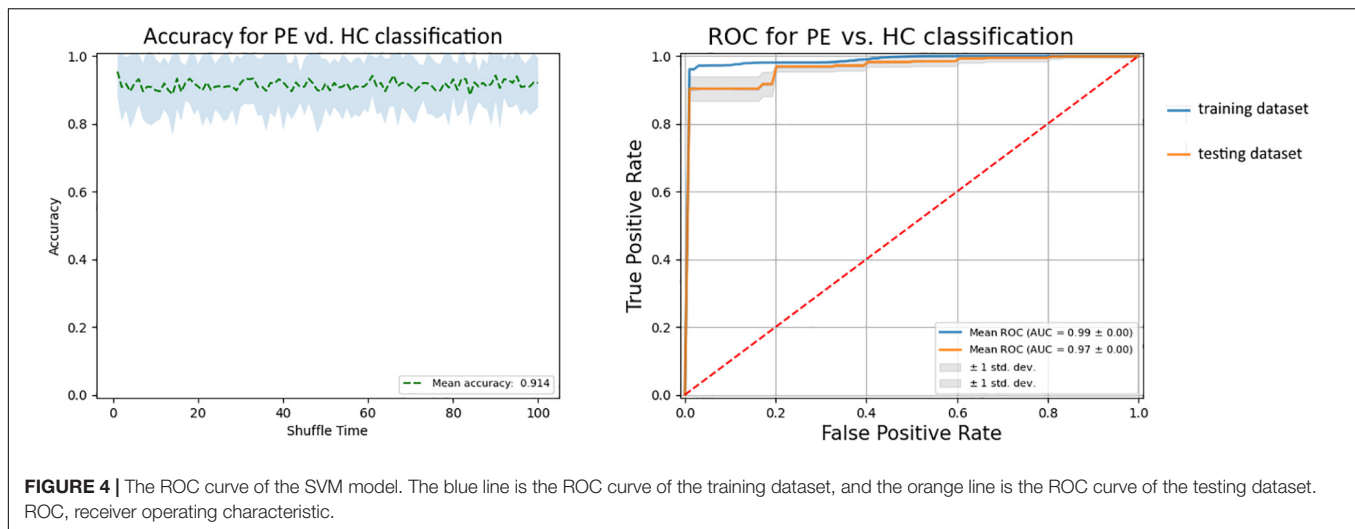 Accuracy for PE vd. HC classification
1.0
0.8
0.6
0.4
0.2
0.0
Accuracy
0
20
40
60
80
100
Shuffle Time
Mean accuracy: 0.914
ROC for PE vs. HC classification
1.0
0.8
0.6
0.4
0.2
0.0
True Positive Rate
0.0
0.2
0.4
0.6
0.8
1.0
False Positive Rate
Mean ROC (AUC = 0.99 ± 0.00)
Mean ROC (AUC = 0.97 ± 0.00)
± 1 std. dev.
± 1 std. dev.
training dataset
testing dataset
FIGURE 4 | The ROC curve of the SVM model. The blue line is the ROC curve of the training dataset, and the orange line is the ROC curve of the testing dataset.
ROC, receiver operating characteristic.